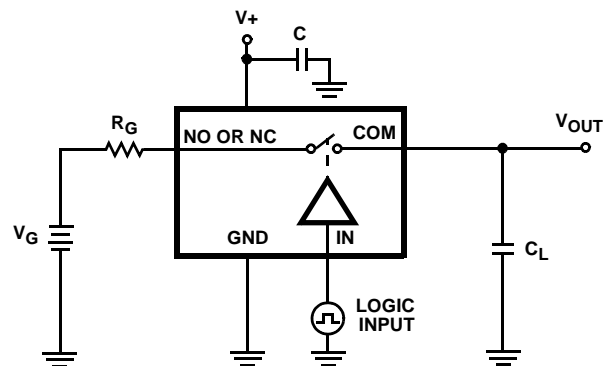 V+
C
RG
NO OR NC
COM
VOUT
VG
GND
IN
CL
LOGIC
INPUT